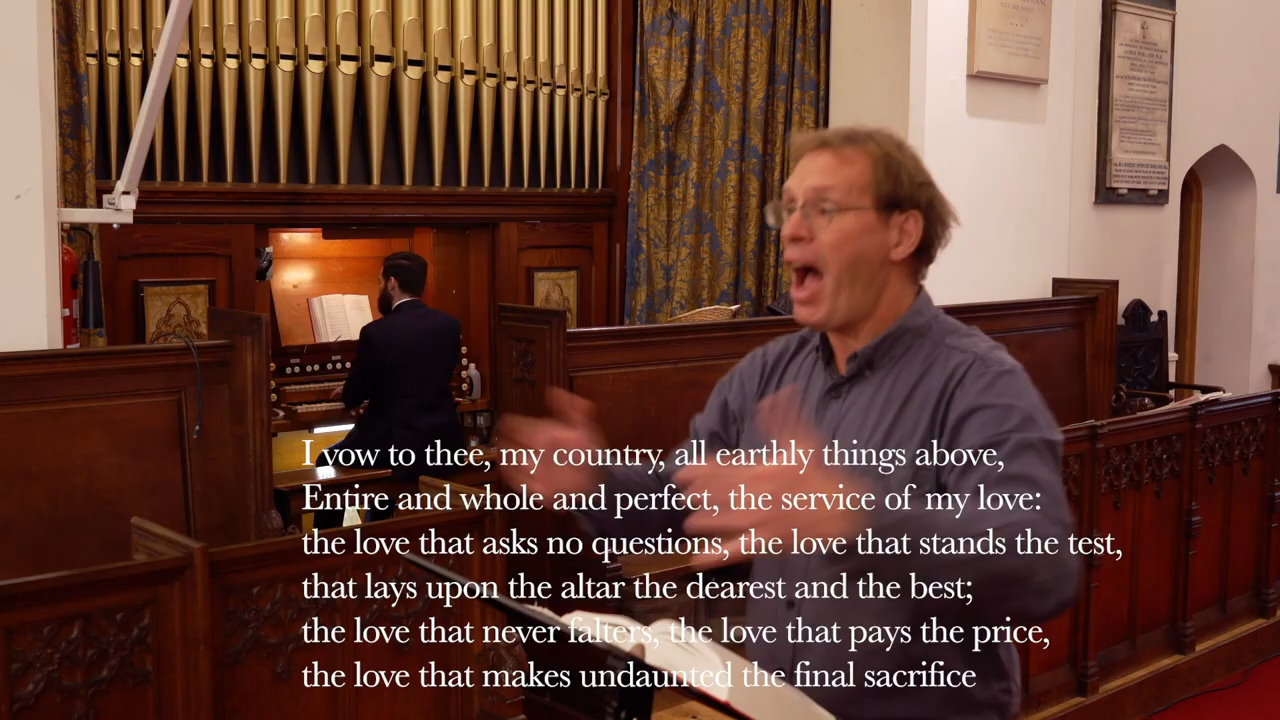 I vow to thee, my country, all earthly things above,
Entire and whole and perfect, the service of my love:
the love that asks no questions, the love that stands the test,
that lays upon the altar the dearest and the best;
the love that never falters, the love that pays the price,
the love that makes undaunted the final sacrifice